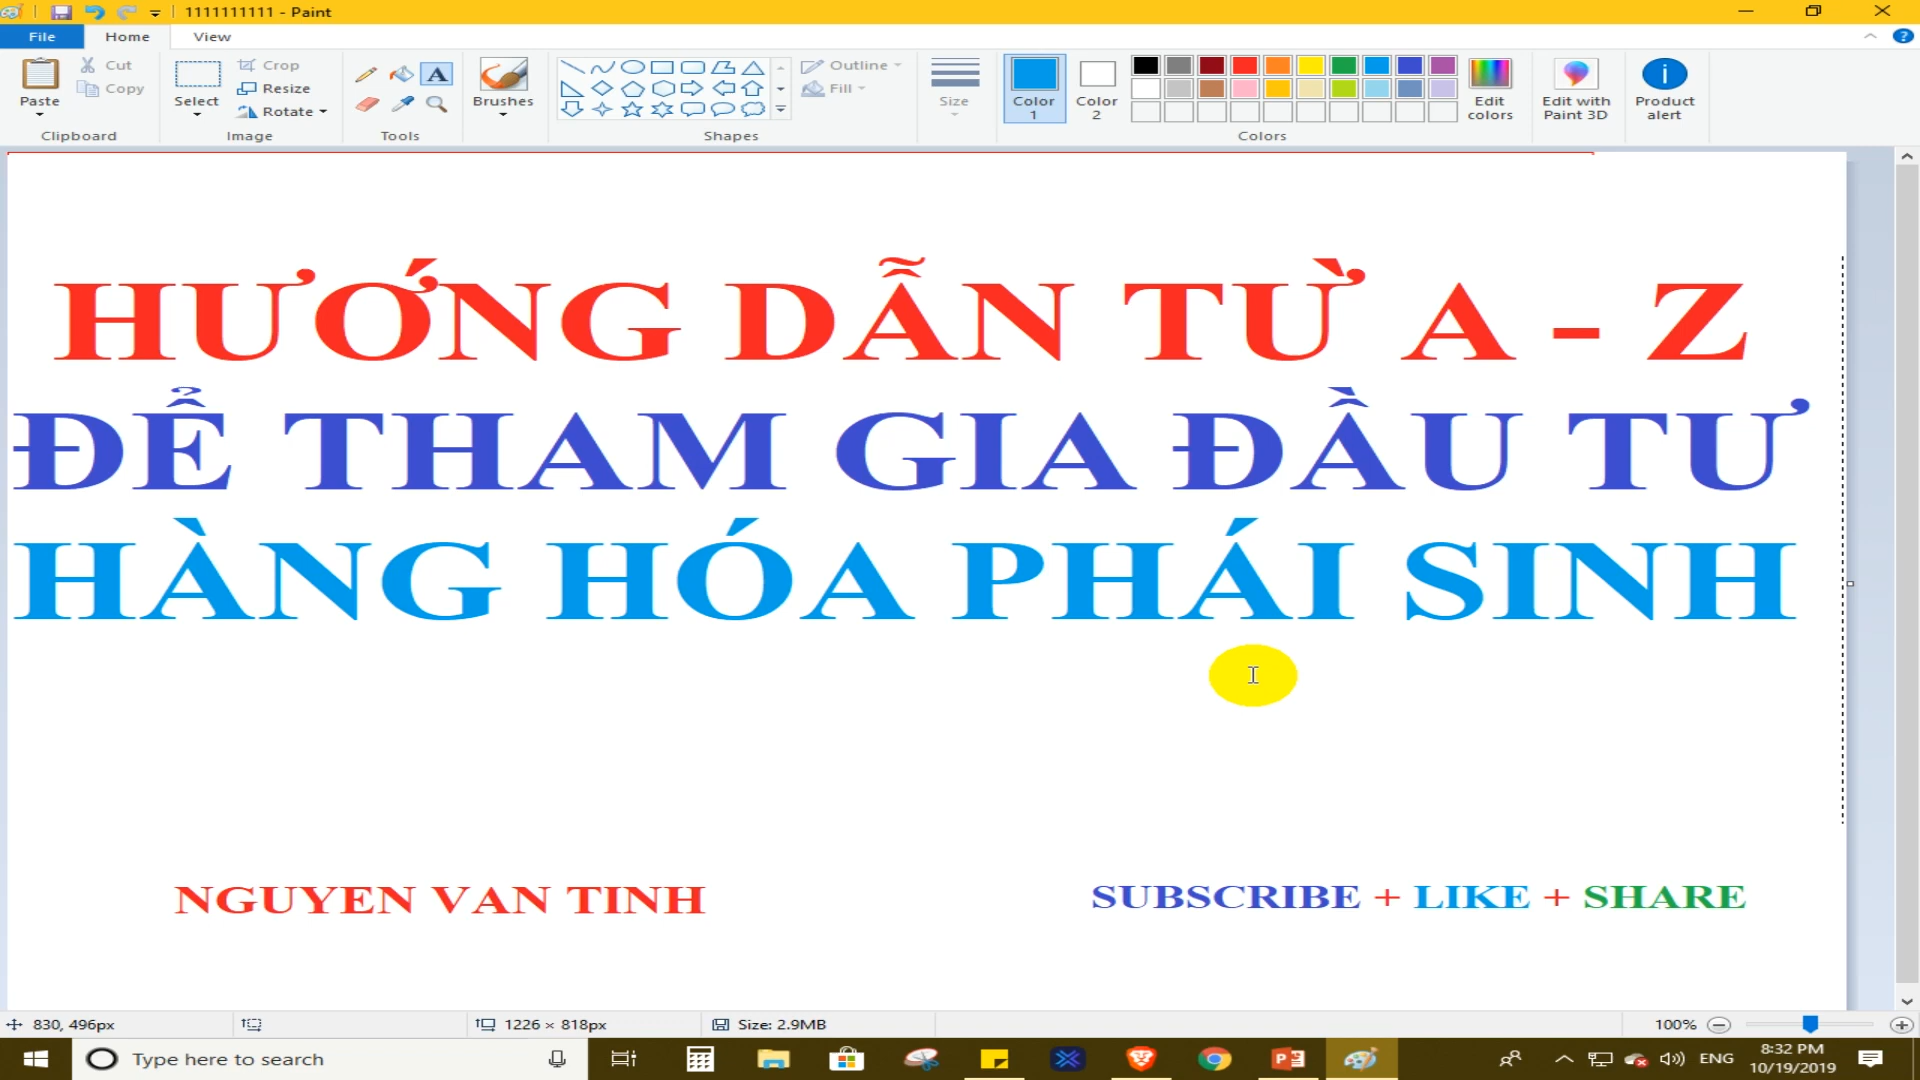 1111111111 - Paint
File Home View
Paste Cut Copy Clipboard
Select Crop Resize Rotate Image
Tools
Brushes
Shapes Outline Fill
Size
Color 1 Color 2 Colors
Edit colors
Edit with Paint 3D
Product alert
HƯỚNG DẪN TỪ A - Z
ĐỂ THAM GIA ĐẦU TƯ
HÀNG HÓA PHÁI SINH
NGUYEN VAN TINH
SUBSCRIBE + LIKE + SHARE
830, 496px 1226 × 818px Size: 2.9MB 100%
Type here to search
ENG 8:32 PM
10/19/2019